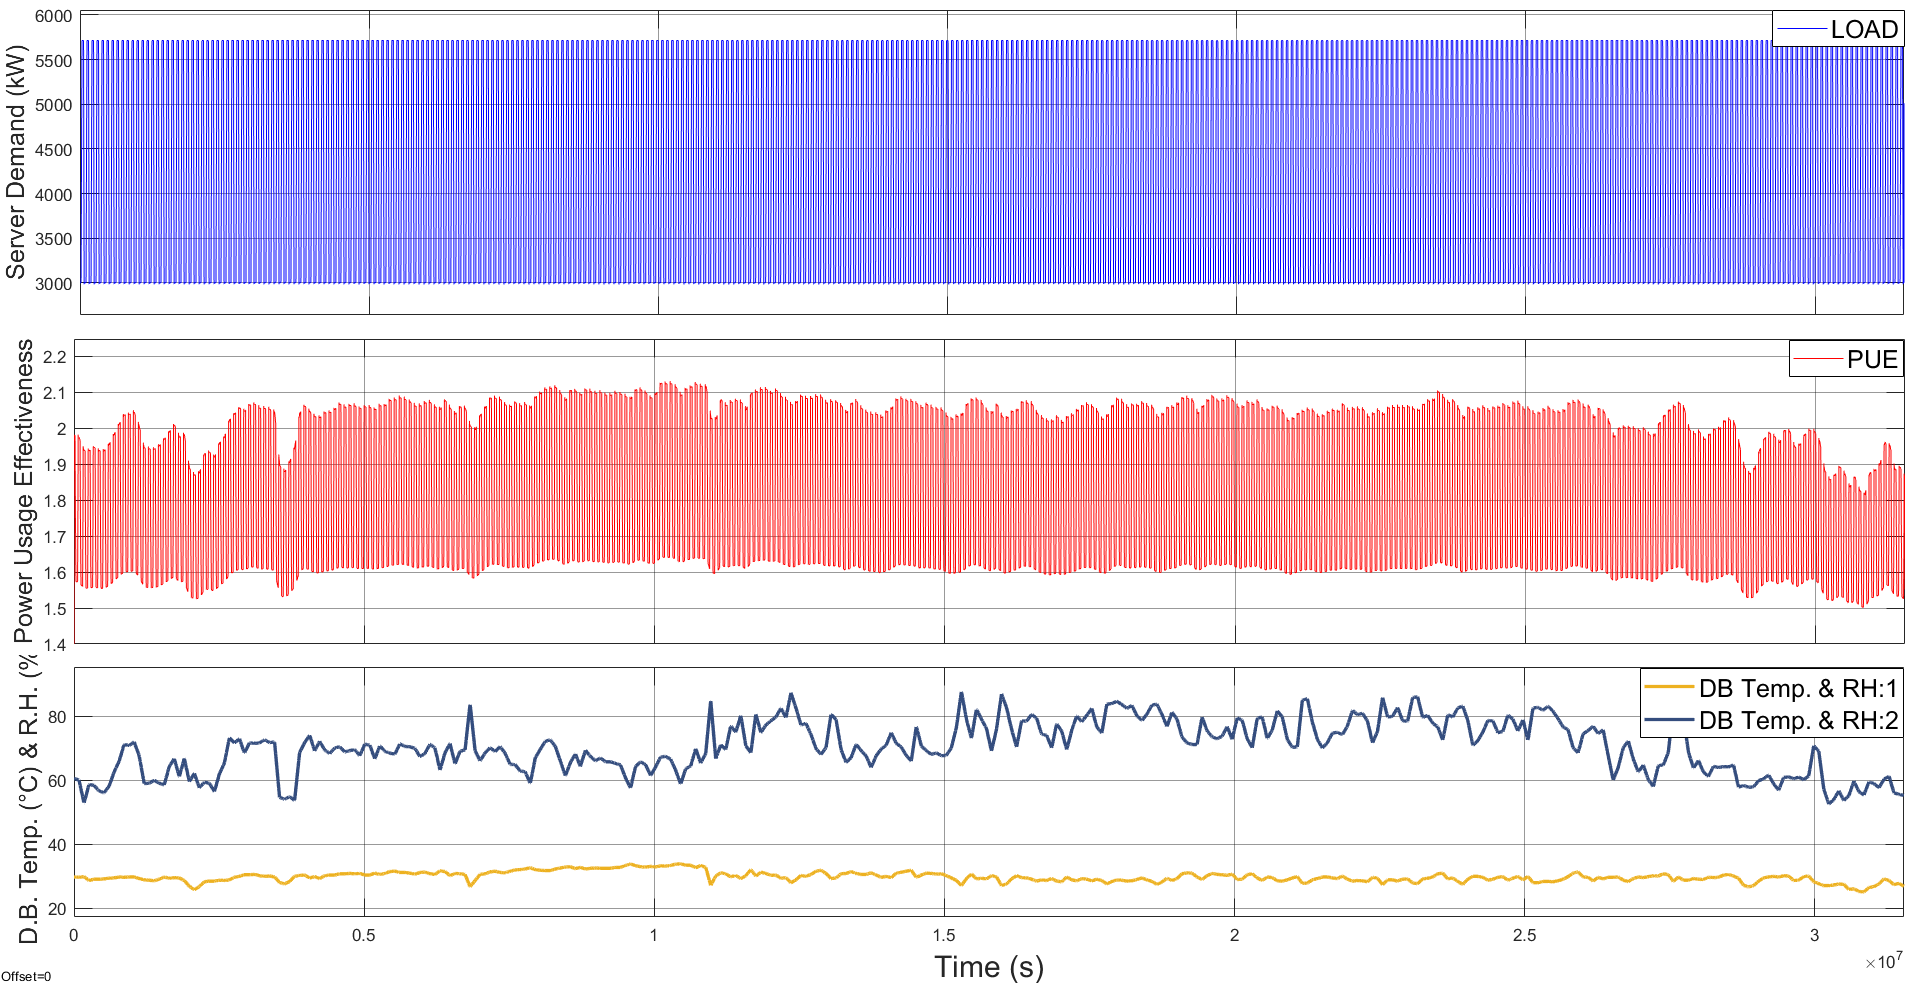 LOAD
6000
5500
5000
4500
4000
3500
3000
Server Demand (kW)
PUE
2.2
2.1
2
1.9
1.8
1.7
1.6
1.5
1.4
Power Usage Effectiveness
DB Temp. & RH:1
DB Temp. & RH:2
80
60
40
20
D.B. Temp. (°C) & R.H. (%
0 0.5 1 1.5 2 2.5 3
×10⁷
Time (s)
Offset=0